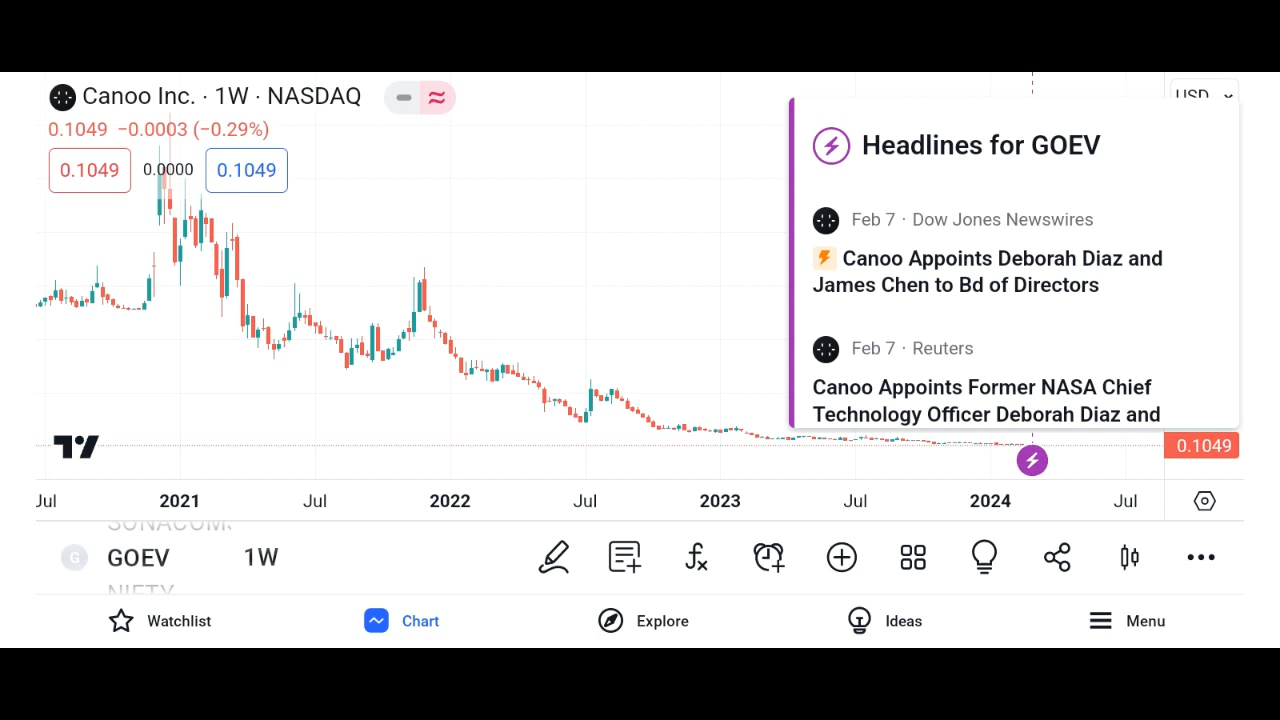 Canoo Inc. · 1W · NASDAQ
USD
0.1049 −0.0003 (−0.29%)
0.1049 0.0000 0.1049
Headlines for GOEV
Feb 7 · Dow Jones Newswires
Canoo Appoints Deborah Diaz and
James Chen to Bd of Directors
Feb 7 · Reuters
Canoo Appoints Former NASA Chief
Technology Officer Deborah Diaz and
0.1049
Jul 2021 Jul 2022 Jul 2023 Jul 2024 Jul
G GOEV 1W
NIFTY
Watchlist Chart Explore Ideas Menu